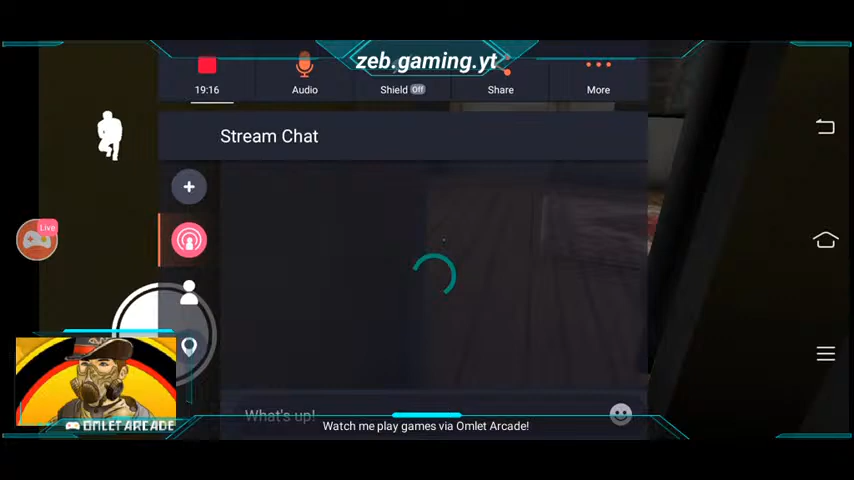 zeb.gaming.yt
19:16
Audio
Shield Off
Share
More
Stream Chat
Live
What's up!
OMLET ARCADE
Watch me play games via Omlet Arcade!